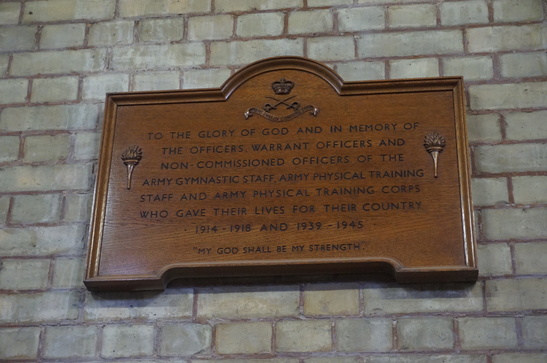 TO THE GLORY OF GOD AND IN MEMORY OF
THE OFFICERS, WARRANT OFFICERS AND
NON-COMMISSIONED OFFICERS OF THE
ARMY GYMNASTIC STAFF, ARMY PHYSICAL TRAINING
STAFF AND ARMY PHYSICAL TRAINING CORPS
WHO GAVE THEIR LIVES FOR THEIR COUNTRY
1914-1918 AND 1939-1945
"MY GOD SHALL BE MY STRENGTH"